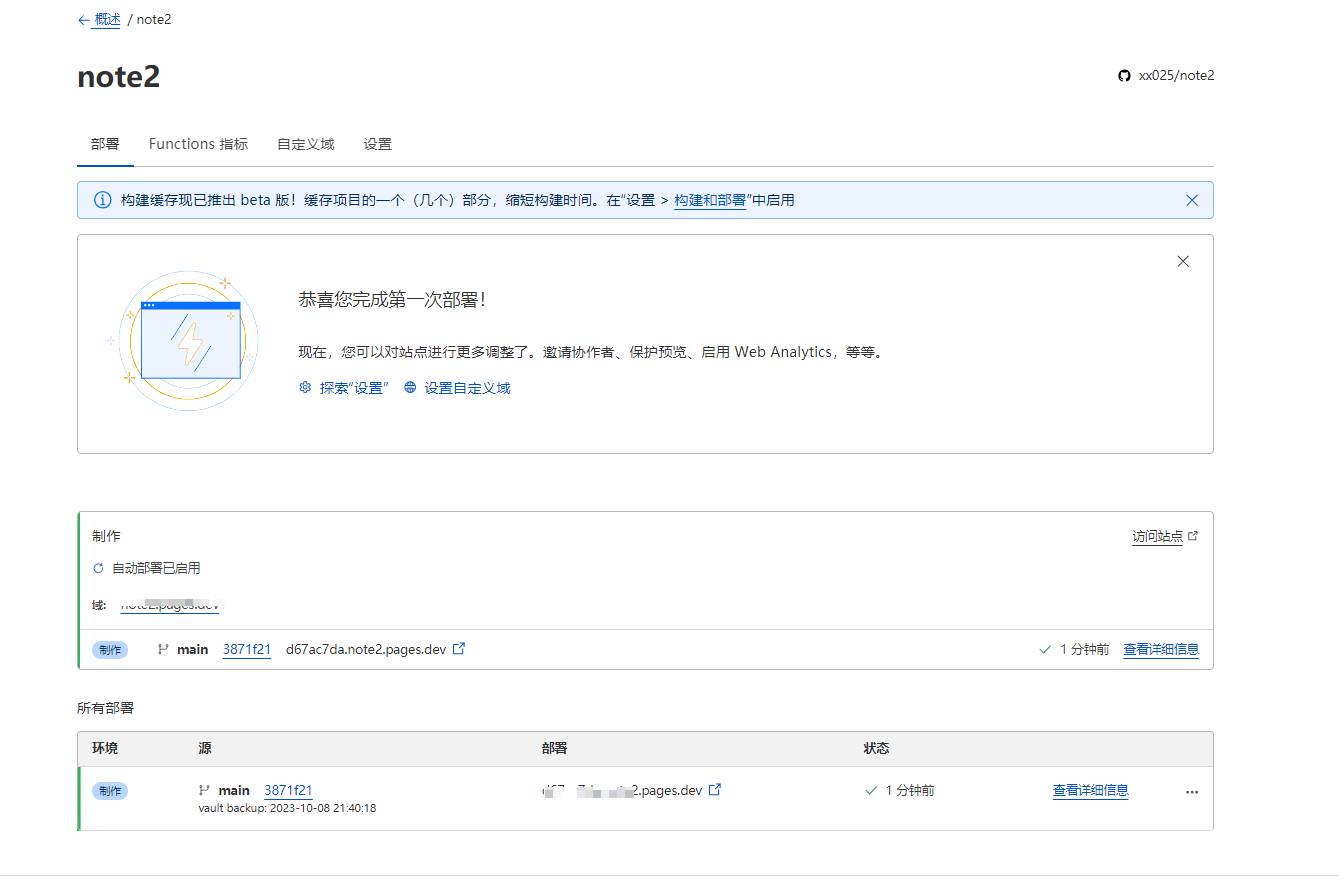 概述 / note2
note2
xx025/note2
部署 Functions 指标 自定义域 设置
构建缓存现已推出 beta 版！缓存项目的一个（几个）部分，缩短构建时间。在“设置 > 构建和部署”中启用
恭喜您完成第一次部署！
现在，您可以对站点进行更多调整了。邀请协作者、保护预览、启用 Web Analytics，等等。
探索“设置” 设置自定义域
制作 访问站点
自动部署已启用
域:
制作 main 3871f21 d67ac7da.note2.pages.dev 1 分钟前 查看详细信息
所有部署
环境 源 部署 状态
制作 main 3871f21 2.pages.dev 1 分钟前 查看详细信息 ...
vault backup: 2023-10-08 21:40:18